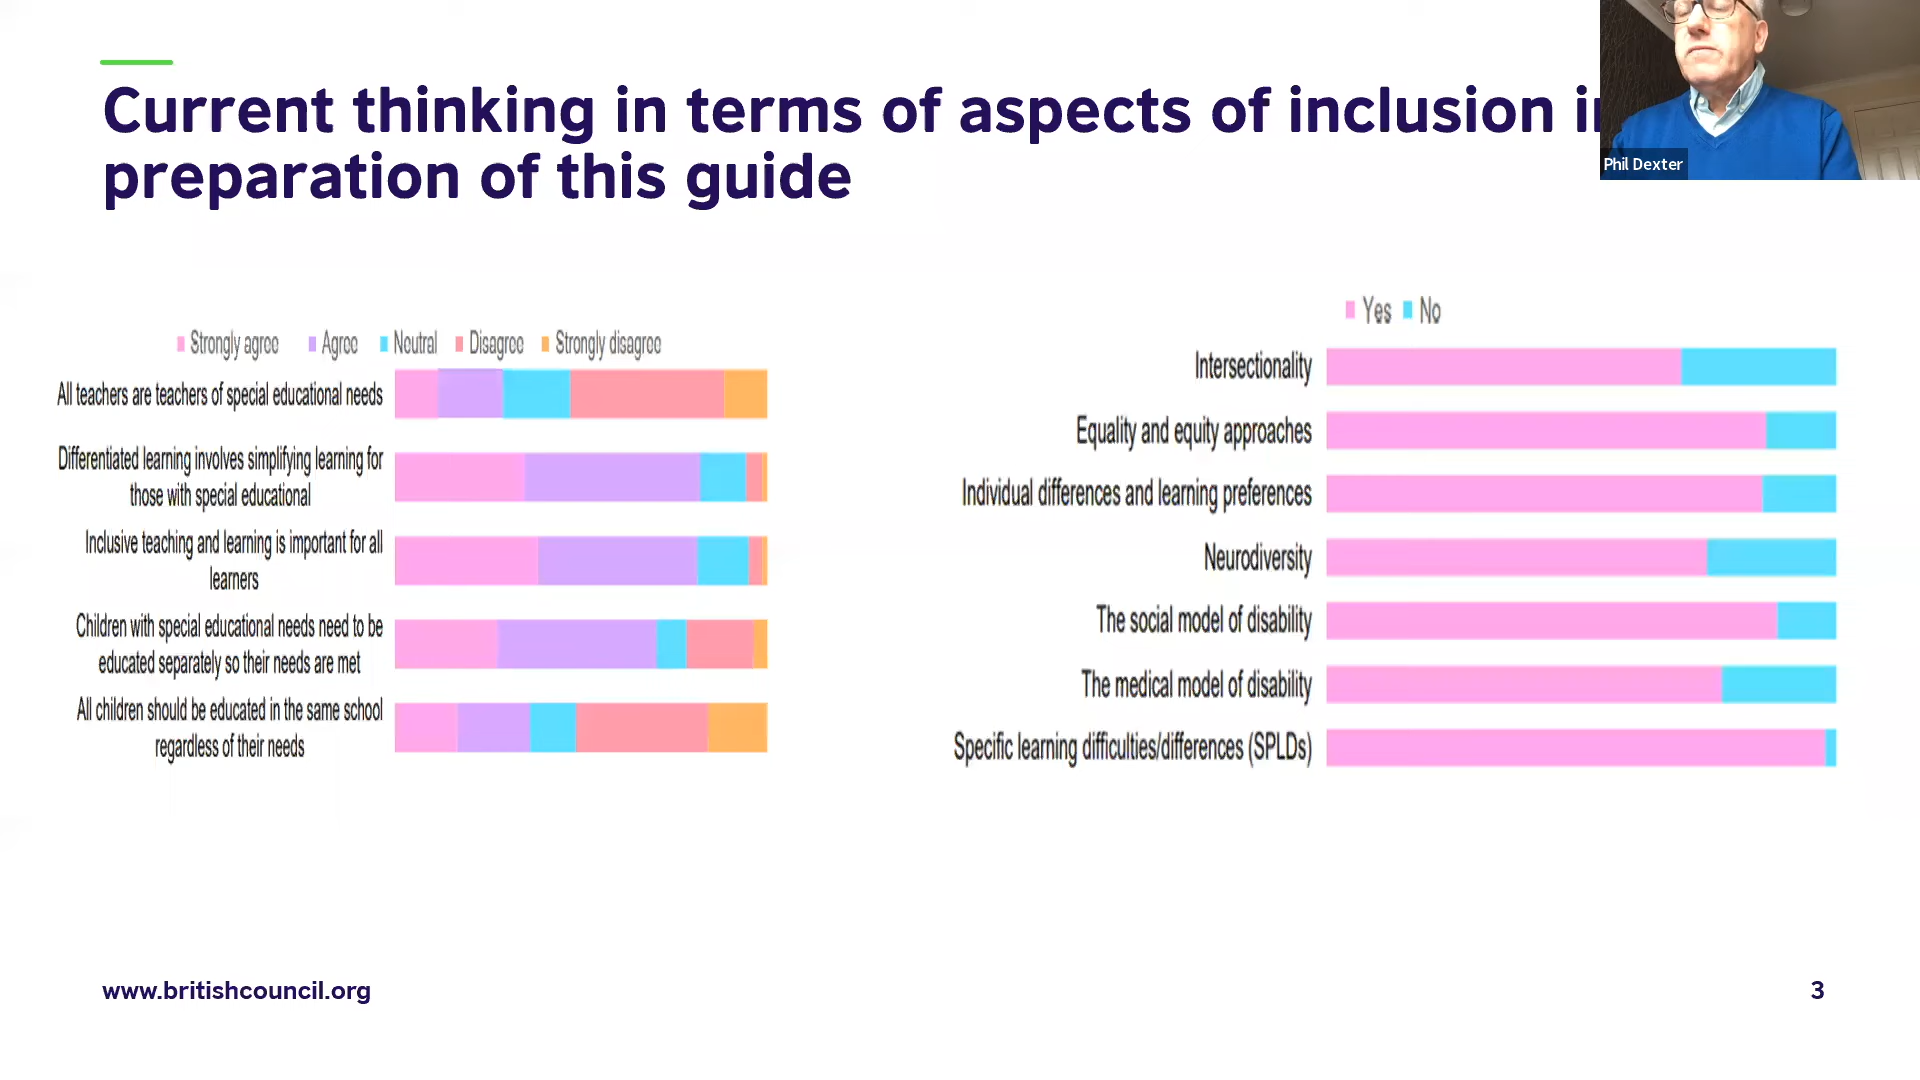 Current thinking in terms of aspects of inclusion
preparation of this guide
Phil Dexter
Strongly agree Agree Neutral Disagree Strongly disagree
All teachers are teachers of special educational needs
Differentiated learning involves simplifying learning for
those with special educational
Inclusive teaching and learning is important for all
learners
Children with special educational needs need to be
educated separately so their needs are met
All children should be educated in the same school
regardless of their needs
Yes No
Intersectionality
Equality and equity approaches
Individual differences and learning preferences
Neurodiversity
The social model of disability
The medical model of disability
Specific learning difficulties/differences (SPLDs)
www.britishcouncil.org
3